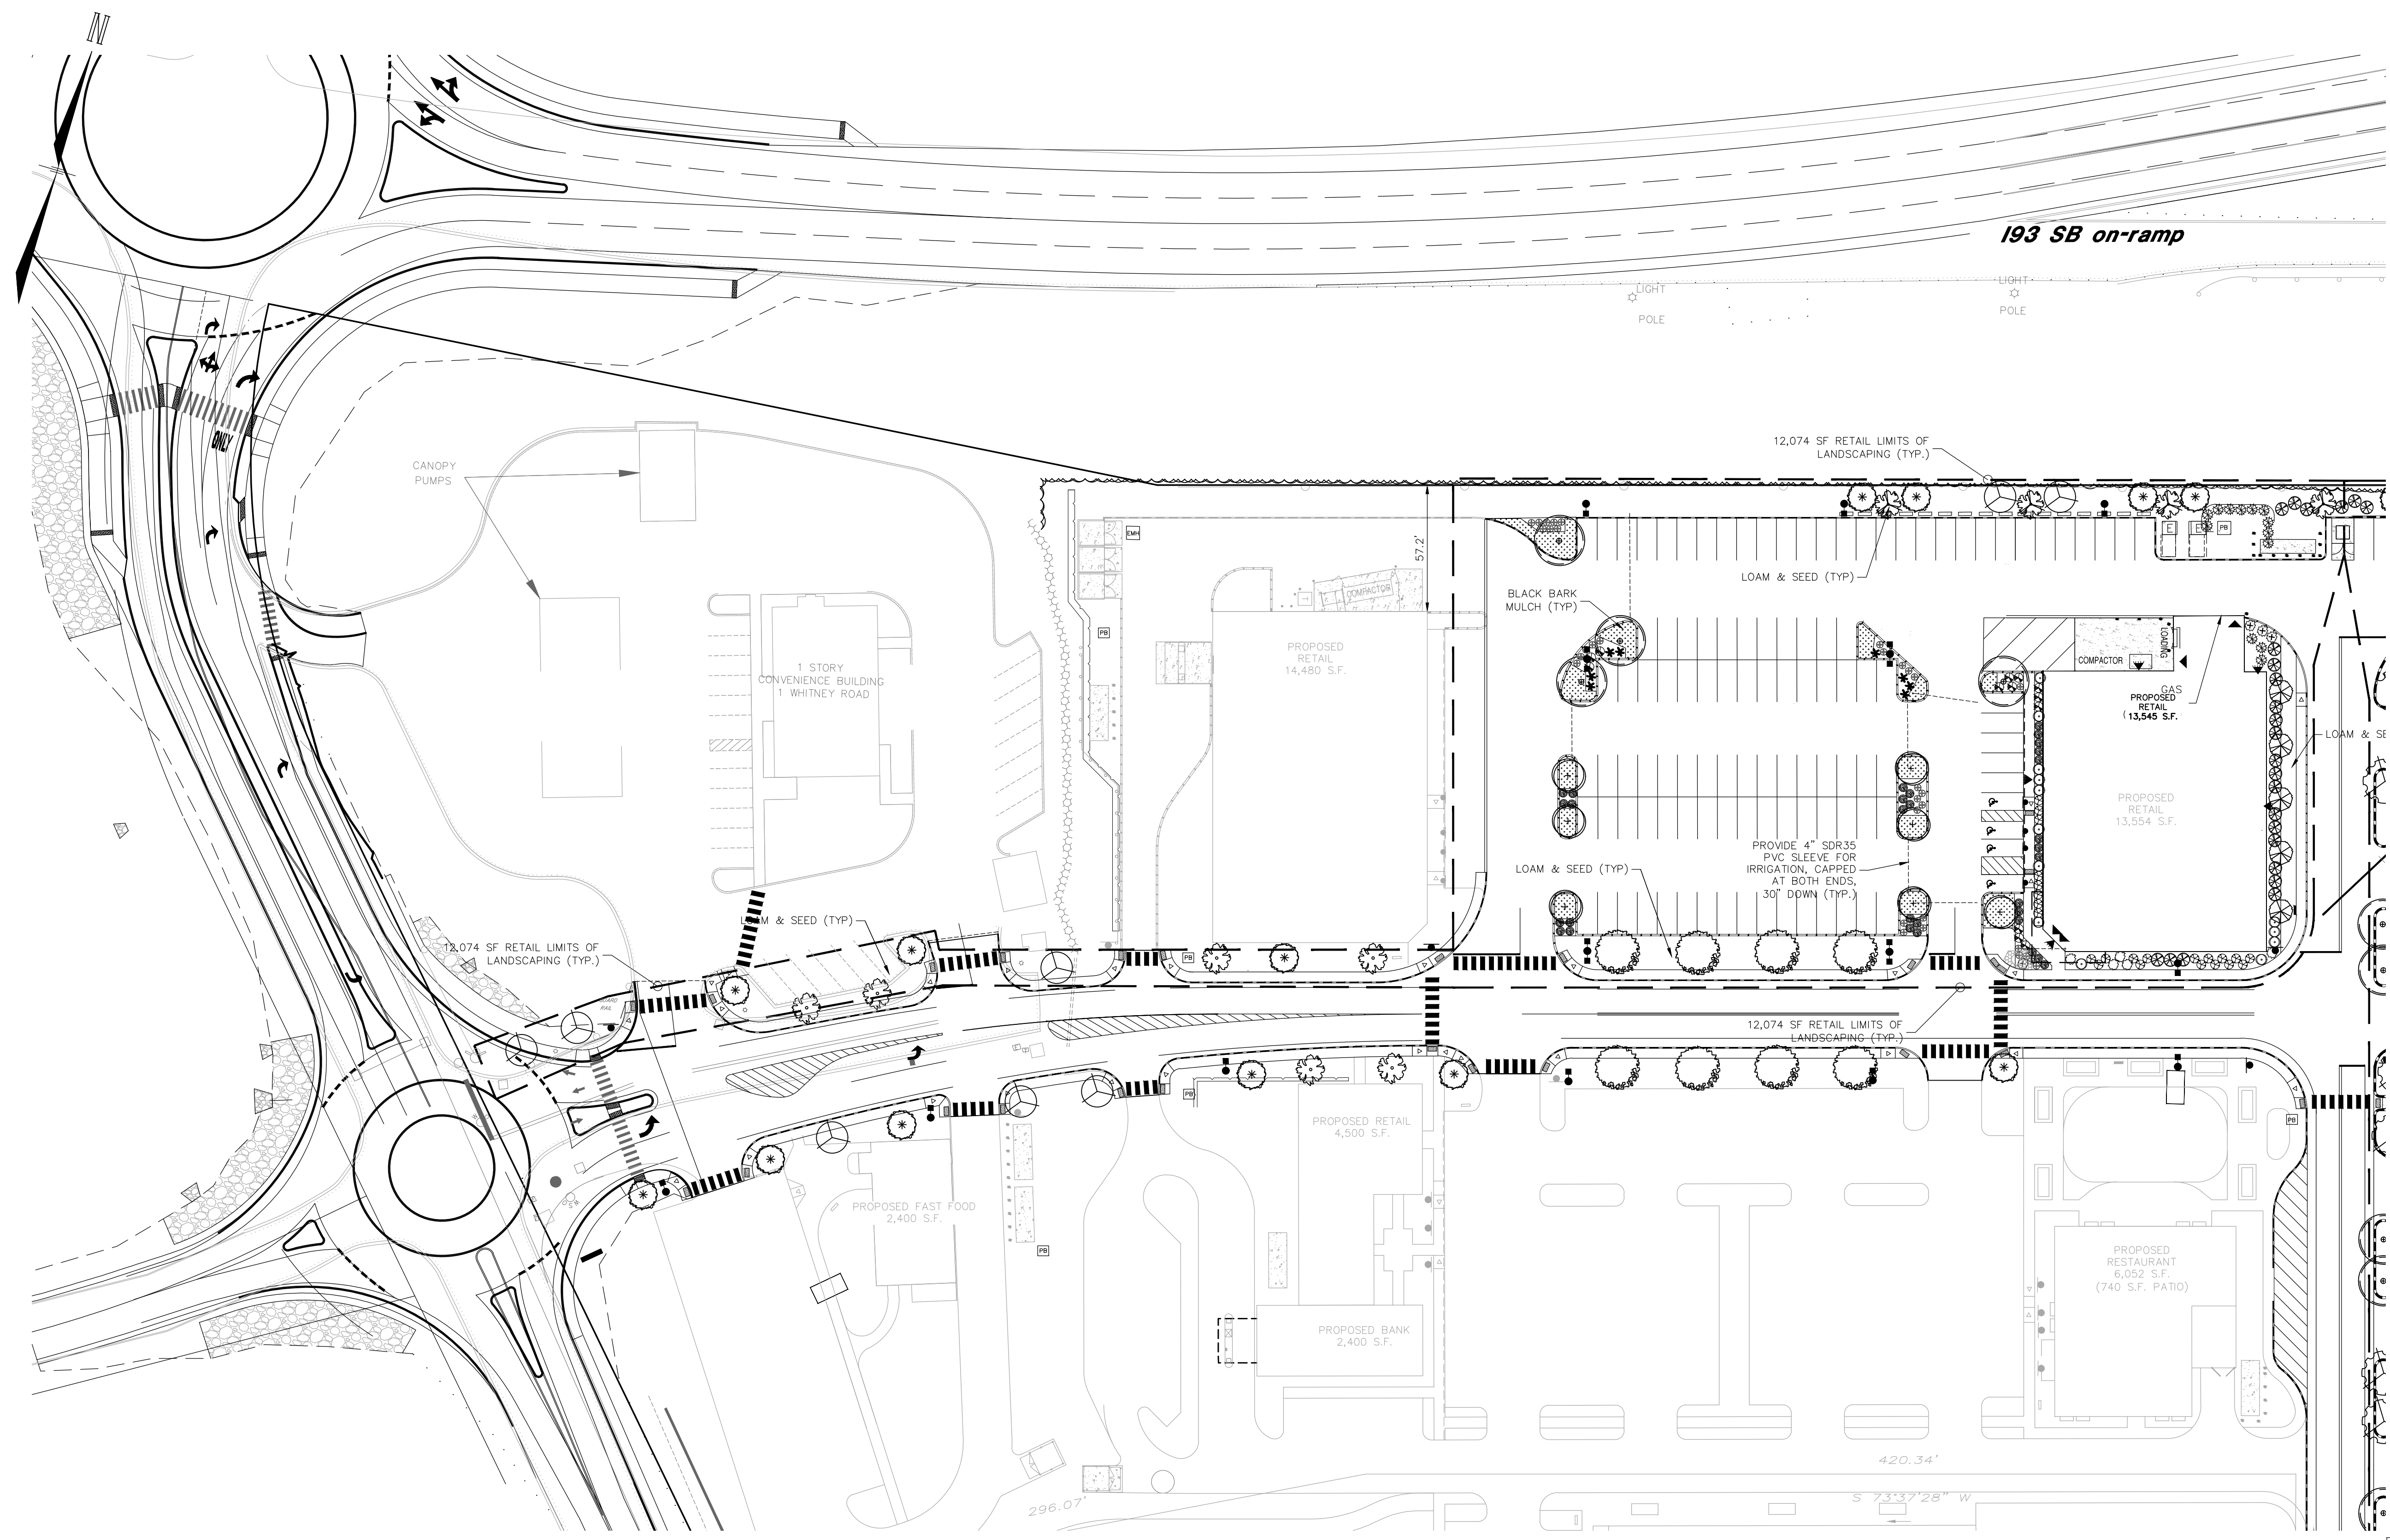 N
I93 SB on-ramp
LIGHT
POLE
LIGHT
POLE
ONLY
CANOPY
PUMPS
12,074 SF RETAIL LIMITS OF
LANDSCAPING (TYP.)
57.2'
EMH
PB
E
E
PB
LOAM & SEED (TYP)
BLACK BARK
MULCH (TYP)
COMPACTOR
PB
PROPOSED
RETAIL
14,480 S.F.
1 STORY
CONVENIENCE BUILDING
1 WHITNEY ROAD
LOADING
COMPACTOR
GAS
PROPOSED
RETAIL
(13,545 S.F.
LOAM & SE
PROPOSED
RETAIL
13,554 S.F.
PROVIDE 4" SDR35
PVC SLEEVE FOR
IRRIGATION, CAPPED
AT BOTH ENDS,
30" DOWN (TYP.)
LOAM & SEED (TYP)
LOAM & SEED (TYP)
12,074 SF RETAIL LIMITS OF
LANDSCAPING (TYP.)
PB
RAIL
12,074 SF RETAIL LIMITS OF
LANDSCAPING (TYP.)
PB
PB
PROPOSED RETAIL
4,500 S.F.
PROPOSED FAST FOOD
2,400 S.F.
PB
PROPOSED
RESTAURANT
6,052 S.F.
(740 S.F. PATIO)
PROPOSED BANK
2,400 S.F.
420.34'
S 73°37'28" W
296.07'